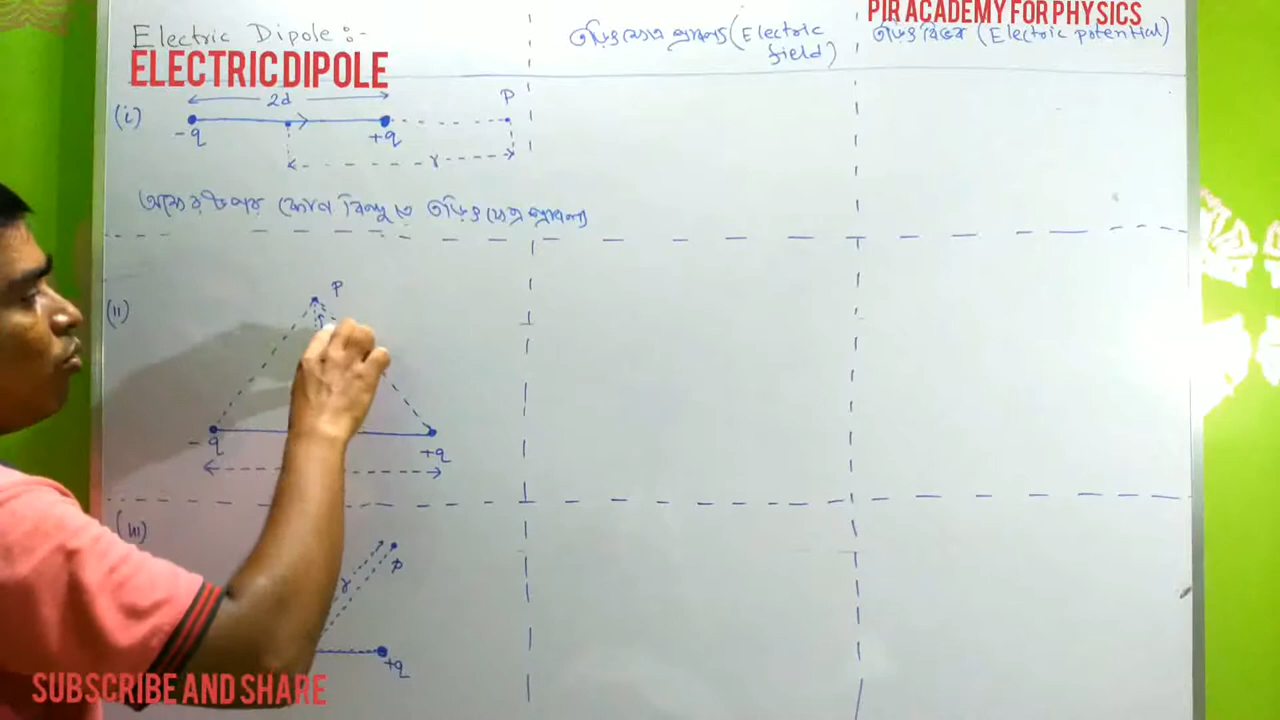 PIR ACADEMY FOR PHYSICS
Electric Dipole :-
ELECTRIC DIPOLE
তড়িৎক্ষেত্র প্রাবল্য (Electric field)
তড়িৎ বিভব (Electric potential)
(i)
2d
P
-q
+q
r
অক্ষের উপর কোন বিন্দুতে তড়িৎক্ষেত্র প্রাবল্য
(ii)
P
-q
+q
(iii)
r
p
+q
SUBSCRIBE AND SHARE